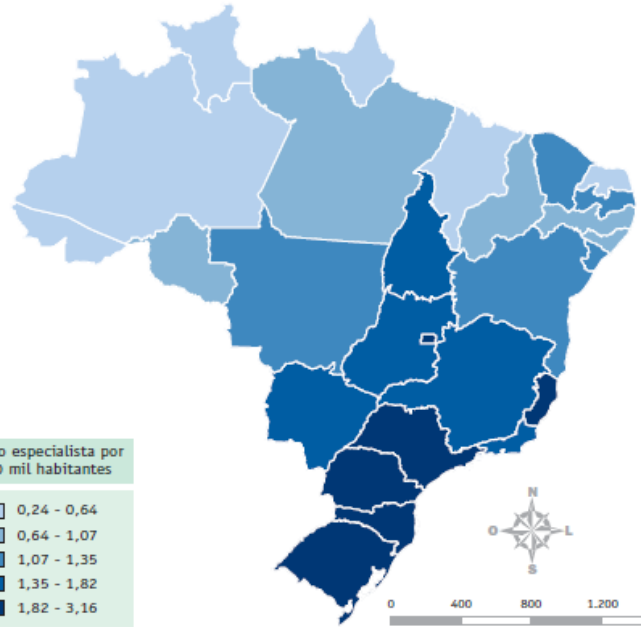 o especialista por
mil habitantes
0,24 - 0,64
0,64 - 1,07
1,07 - 1,35
1,35 - 1,82
1,82 - 3,16
N
O
L
S
0 400 800 1.200